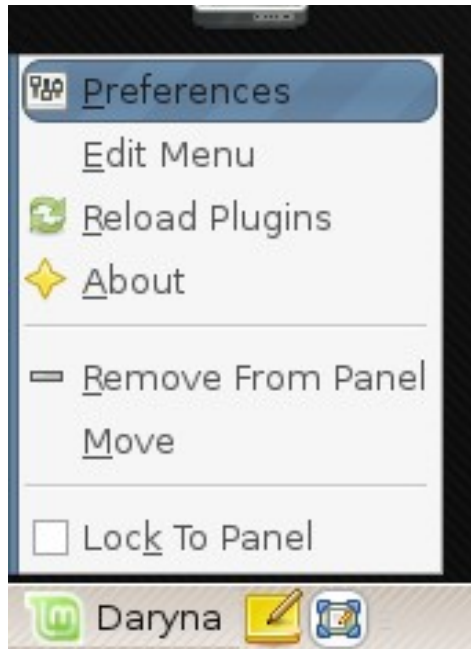 Preferences
Edit Menu
Reload Plugins
About
Remove From Panel
Move
Lock To Panel
Daryna